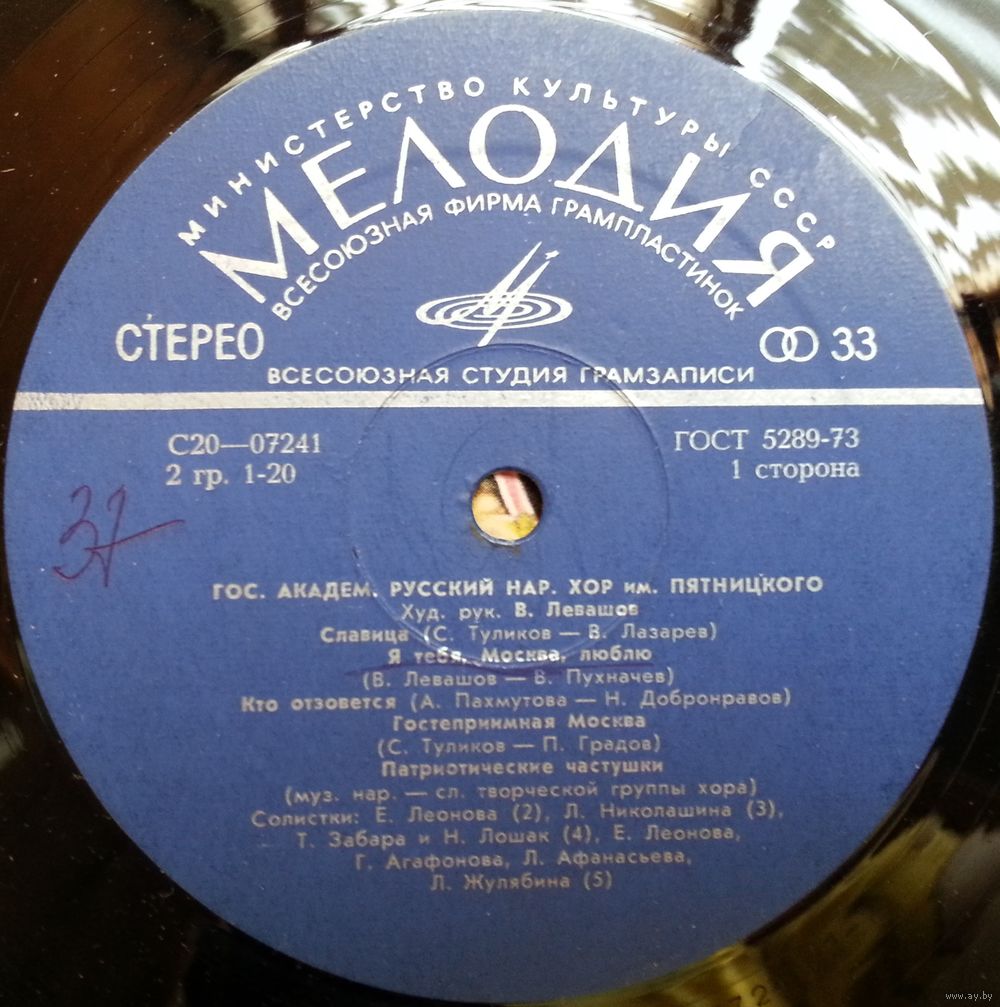 МИНИСТЕРСТВО КУЛЬТУРЫ СССР
МЕЛОДИЯ
ВСЕСОЮЗНАЯ ФИРМА ГРАМПЛАСТИНОК
СТЕРЕО
33
ВСЕСОЮЗНАЯ СТУДИЯ ГРАМЗАПИСИ
С20—07241
ГОСТ 5289-73
2 гр. 1-20
1 сторона
37
ГОС. АКАДЕМ. РУССКИЙ НАР. ХОР им. ПЯТНИЦКОГО
Худ. рук. В. Левашов
Славица (С. Туликов — В. Лазарев)
Я тебя, Москва, люблю
(В. Левашов — В. Пухначев)
Кто отзовется (А. Пахмутова — Н. Добронравов)
Гостеприимная Москва
(С. Туликов — П. Градов)
Патриотические частушки
(муз. нар. — сл. творческой группы хора)
Солистки: Е. Леонова (2), Л. Николашина (3),
Т. Забара и Н. Лошак (4), Е. Леонова,
Г. Агафонова, Л. Афанасьева,
Л. Жулябина (5)
www.ay.by